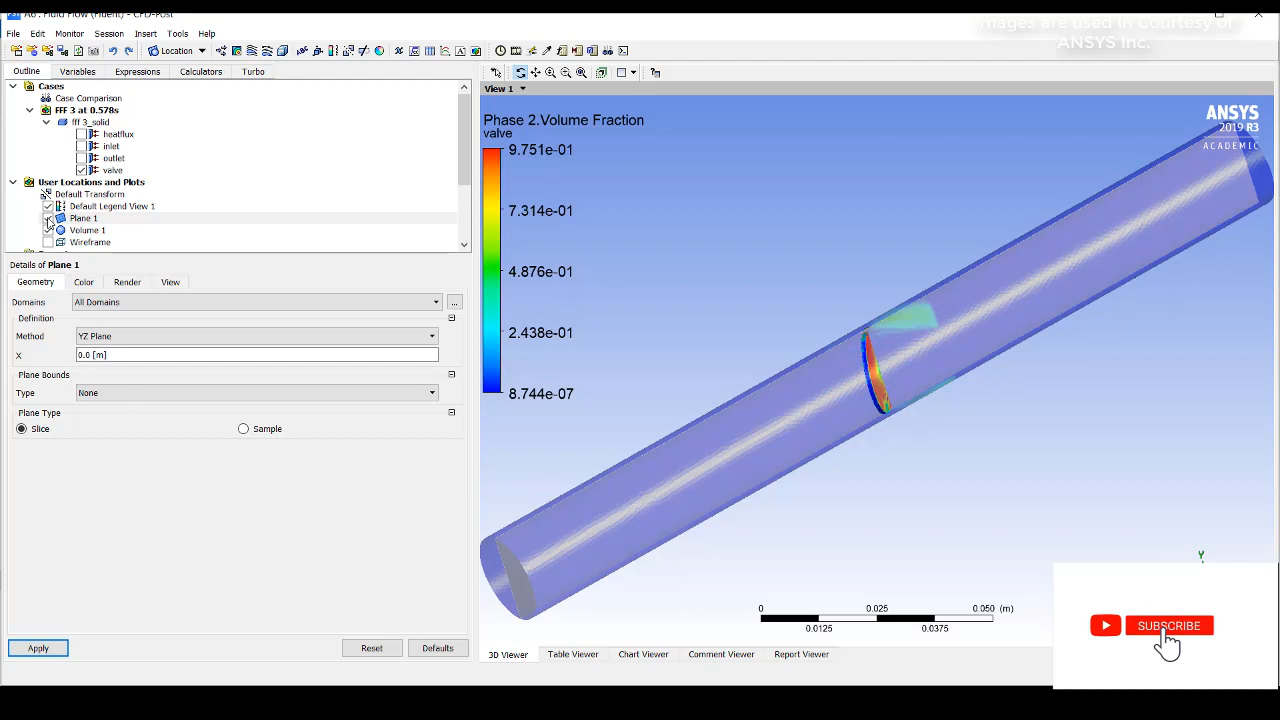 A6 : Fluid Flow (Fluent) - CFD-Post
images are used in Courtesy of
ANSYS Inc.
File Edit Monitor Session Insert Tools Help
Location
Outline Variables Expressions Calculators Turbo
Cases
Case Comparison
FFF 3 at 0.578s
fff 3_solid
heatflux
inlet
outlet
valve
User Locations and Plots
Default Transform
Default Legend View 1
Plane 1
Volume 1
Wireframe
Details of Plane 1
Geometry Color Render View
Domains All Domains ...
Definition
Method YZ Plane
X 0.0 [m]
Plane Bounds
Type None
Plane Type
Slice Sample
Apply Reset Defaults
View 1
Phase 2.Volume Fraction
valve
9.751e-01
7.314e-01
4.876e-01
2.438e-01
8.744e-07
ANSYS
2019 R3
ACADEMIC
Y
0 0.025 0.050 (m)
0.0125 0.0375
3D Viewer Table Viewer Chart Viewer Comment Viewer Report Viewer
SUBSCRIBE